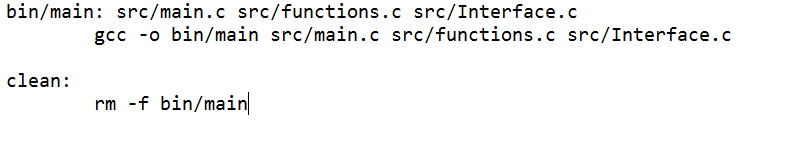 bin/main: src/main.c src/functions.c src/Interface.c
	gcc -o bin/main src/main.c src/functions.c src/Interface.c
clean:
	rm -f bin/main